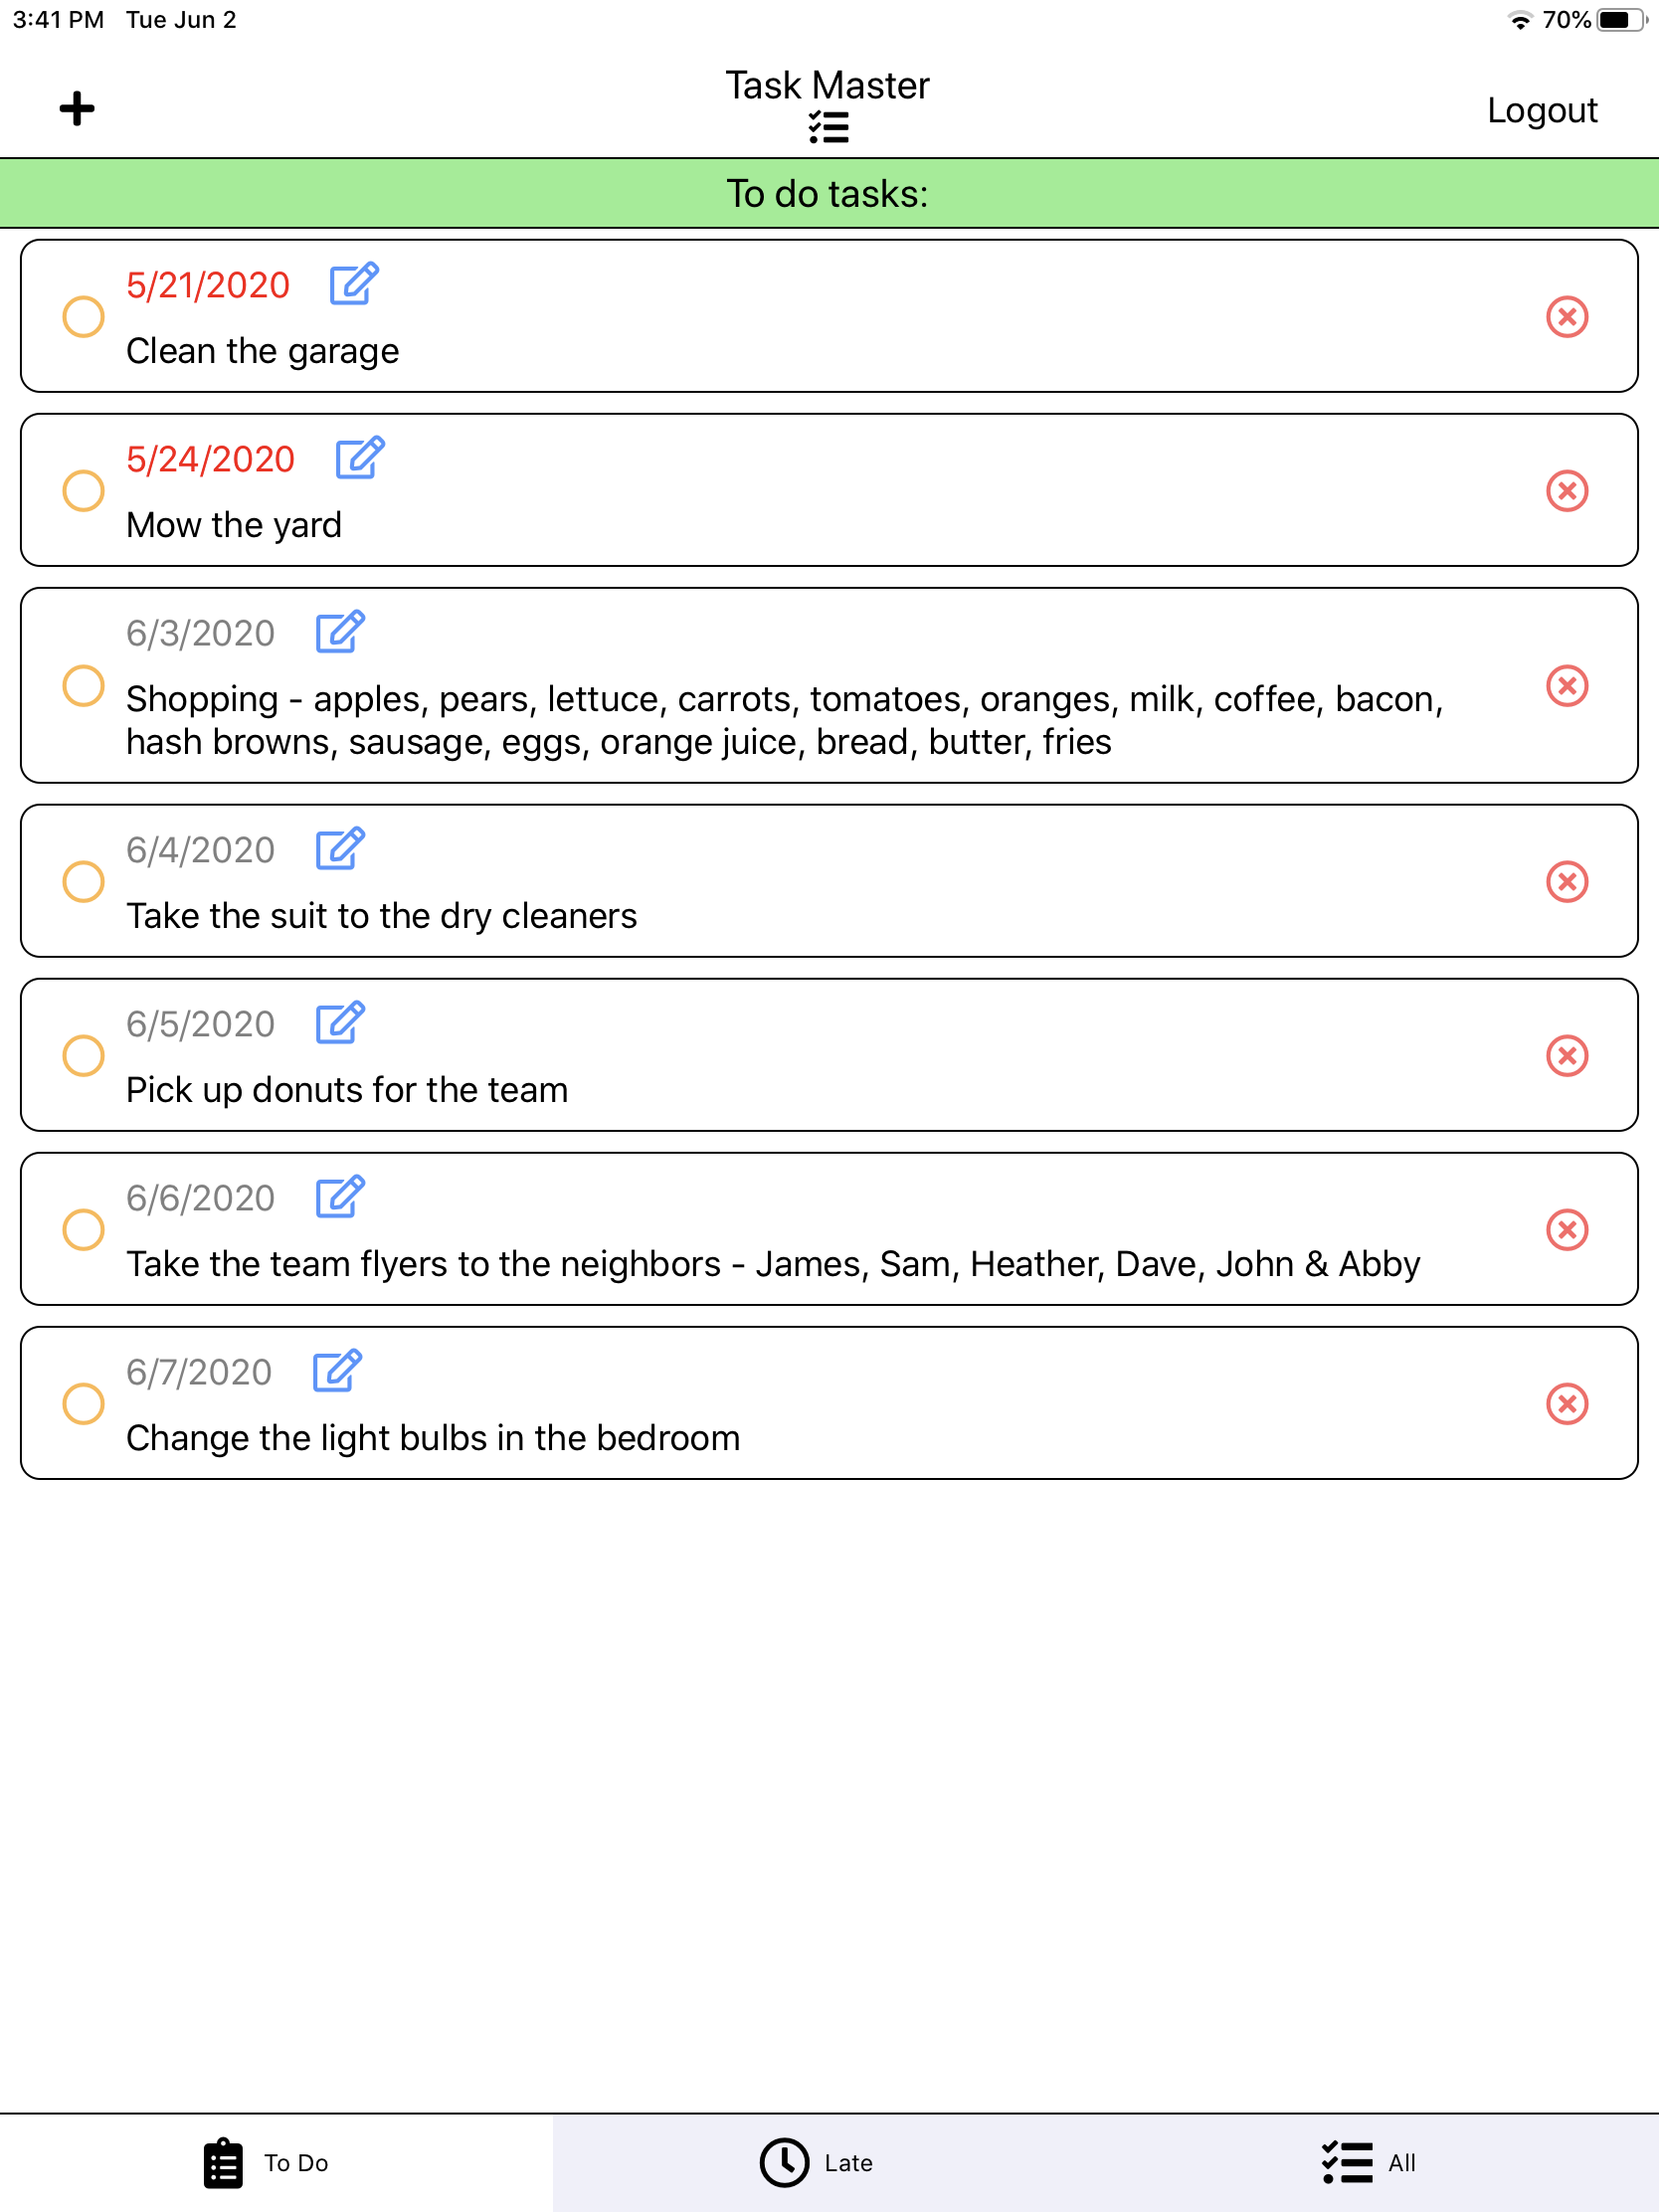 3:41 PM Tue Jun 2 70%
Task Master
Logout
To do tasks:
5/21/2020
Clean the garage
5/24/2020
Mow the yard
6/3/2020
Shopping - apples, pears, lettuce, carrots, tomatoes, oranges, milk, coffee, bacon,
hash browns, sausage, eggs, orange juice, bread, butter, fries
6/4/2020
Take the suit to the dry cleaners
6/5/2020
Pick up donuts for the team
6/6/2020
Take the team flyers to the neighbors - James, Sam, Heather, Dave, John & Abby
6/7/2020
Change the light bulbs in the bedroom
To Do Late All